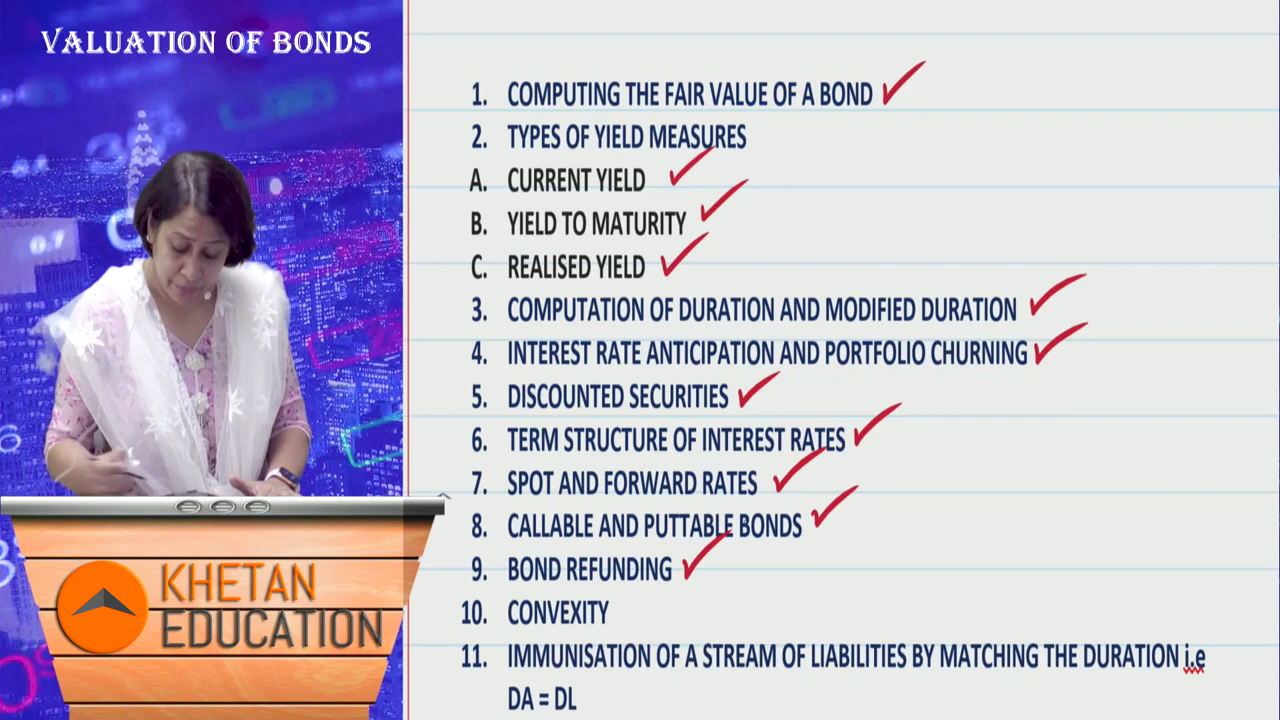 VALUATION OF BONDS
1. COMPUTING THE FAIR VALUE OF A BOND
2. TYPES OF YIELD MEASURES
A. CURRENT YIELD
B. YIELD TO MATURITY
C. REALISED YIELD
3. COMPUTATION OF DURATION AND MODIFIED DURATION
4. INTEREST RATE ANTICIPATION AND PORTFOLIO CHURNING
5. DISCOUNTED SECURITIES
6. TERM STRUCTURE OF INTEREST RATES
7. SPOT AND FORWARD RATES
8. CALLABLE AND PUTTABLE BONDS
9. BOND REFUNDING
10. CONVEXITY
11. IMMUNISATION OF A STREAM OF LIABILITIES BY MATCHING THE DURATION i.e
DA = DL
KHETAN
EDUCATION